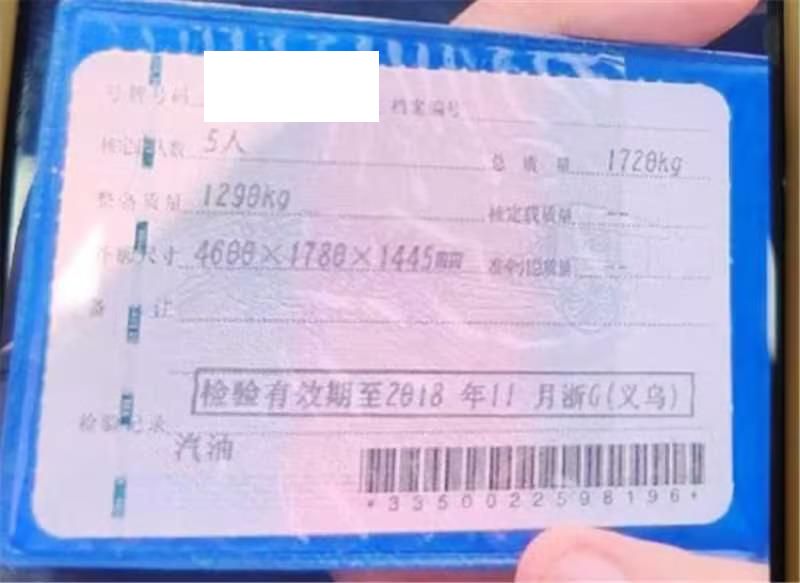 号牌号码 档案编号
核定载人数 5人 总质量 1720kg
整备质量 1290kg 核定载质量 --
外廓尺寸 4600×1780×1445mm 准牵引总质量 --
备注
检验有效期至2018年11月浙G(义乌)
检验记录
汽油
*3350022598196*